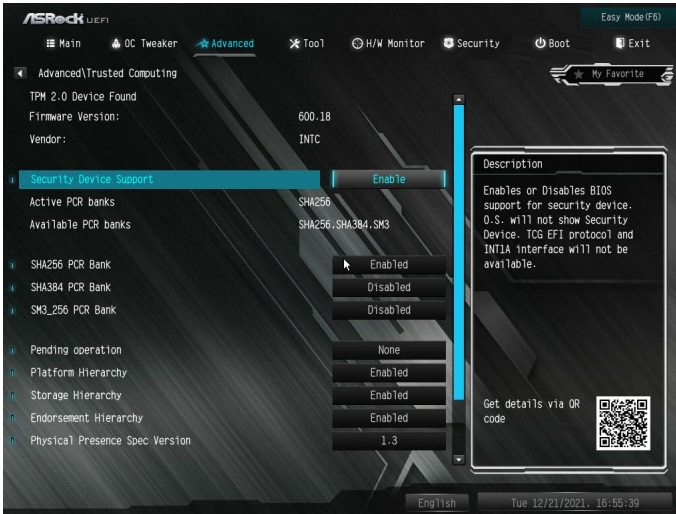 ASRock UEFI
Easy Mode(F6)
Main OC Tweaker Advanced Tool H/W Monitor Security Boot Exit
Advanced\Trusted Computing
My Favorite
TPM 2.0 Device Found
Firmware Version: 600.18
Vendor: INTC
Security Device Support Enable
Active PCR banks SHA256
Available PCR banks SHA256.SHA384.SM3
SHA256 PCR Bank Enabled
SHA384 PCR Bank Disabled
SM3_256 PCR Bank Disabled
Pending operation None
Platform Hierarchy Enabled
Storage Hierarchy Enabled
Endorsement Hierarchy Enabled
Physical Presence Spec Version 1.3
Description
Enables or Disables BIOS
support for security device.
O.S. will not show Security
Device. TCG EFI protocol and
INT1A interface will not be
available.
Get details via QR
code
English
Tue 12/21/2021. 16:55:39